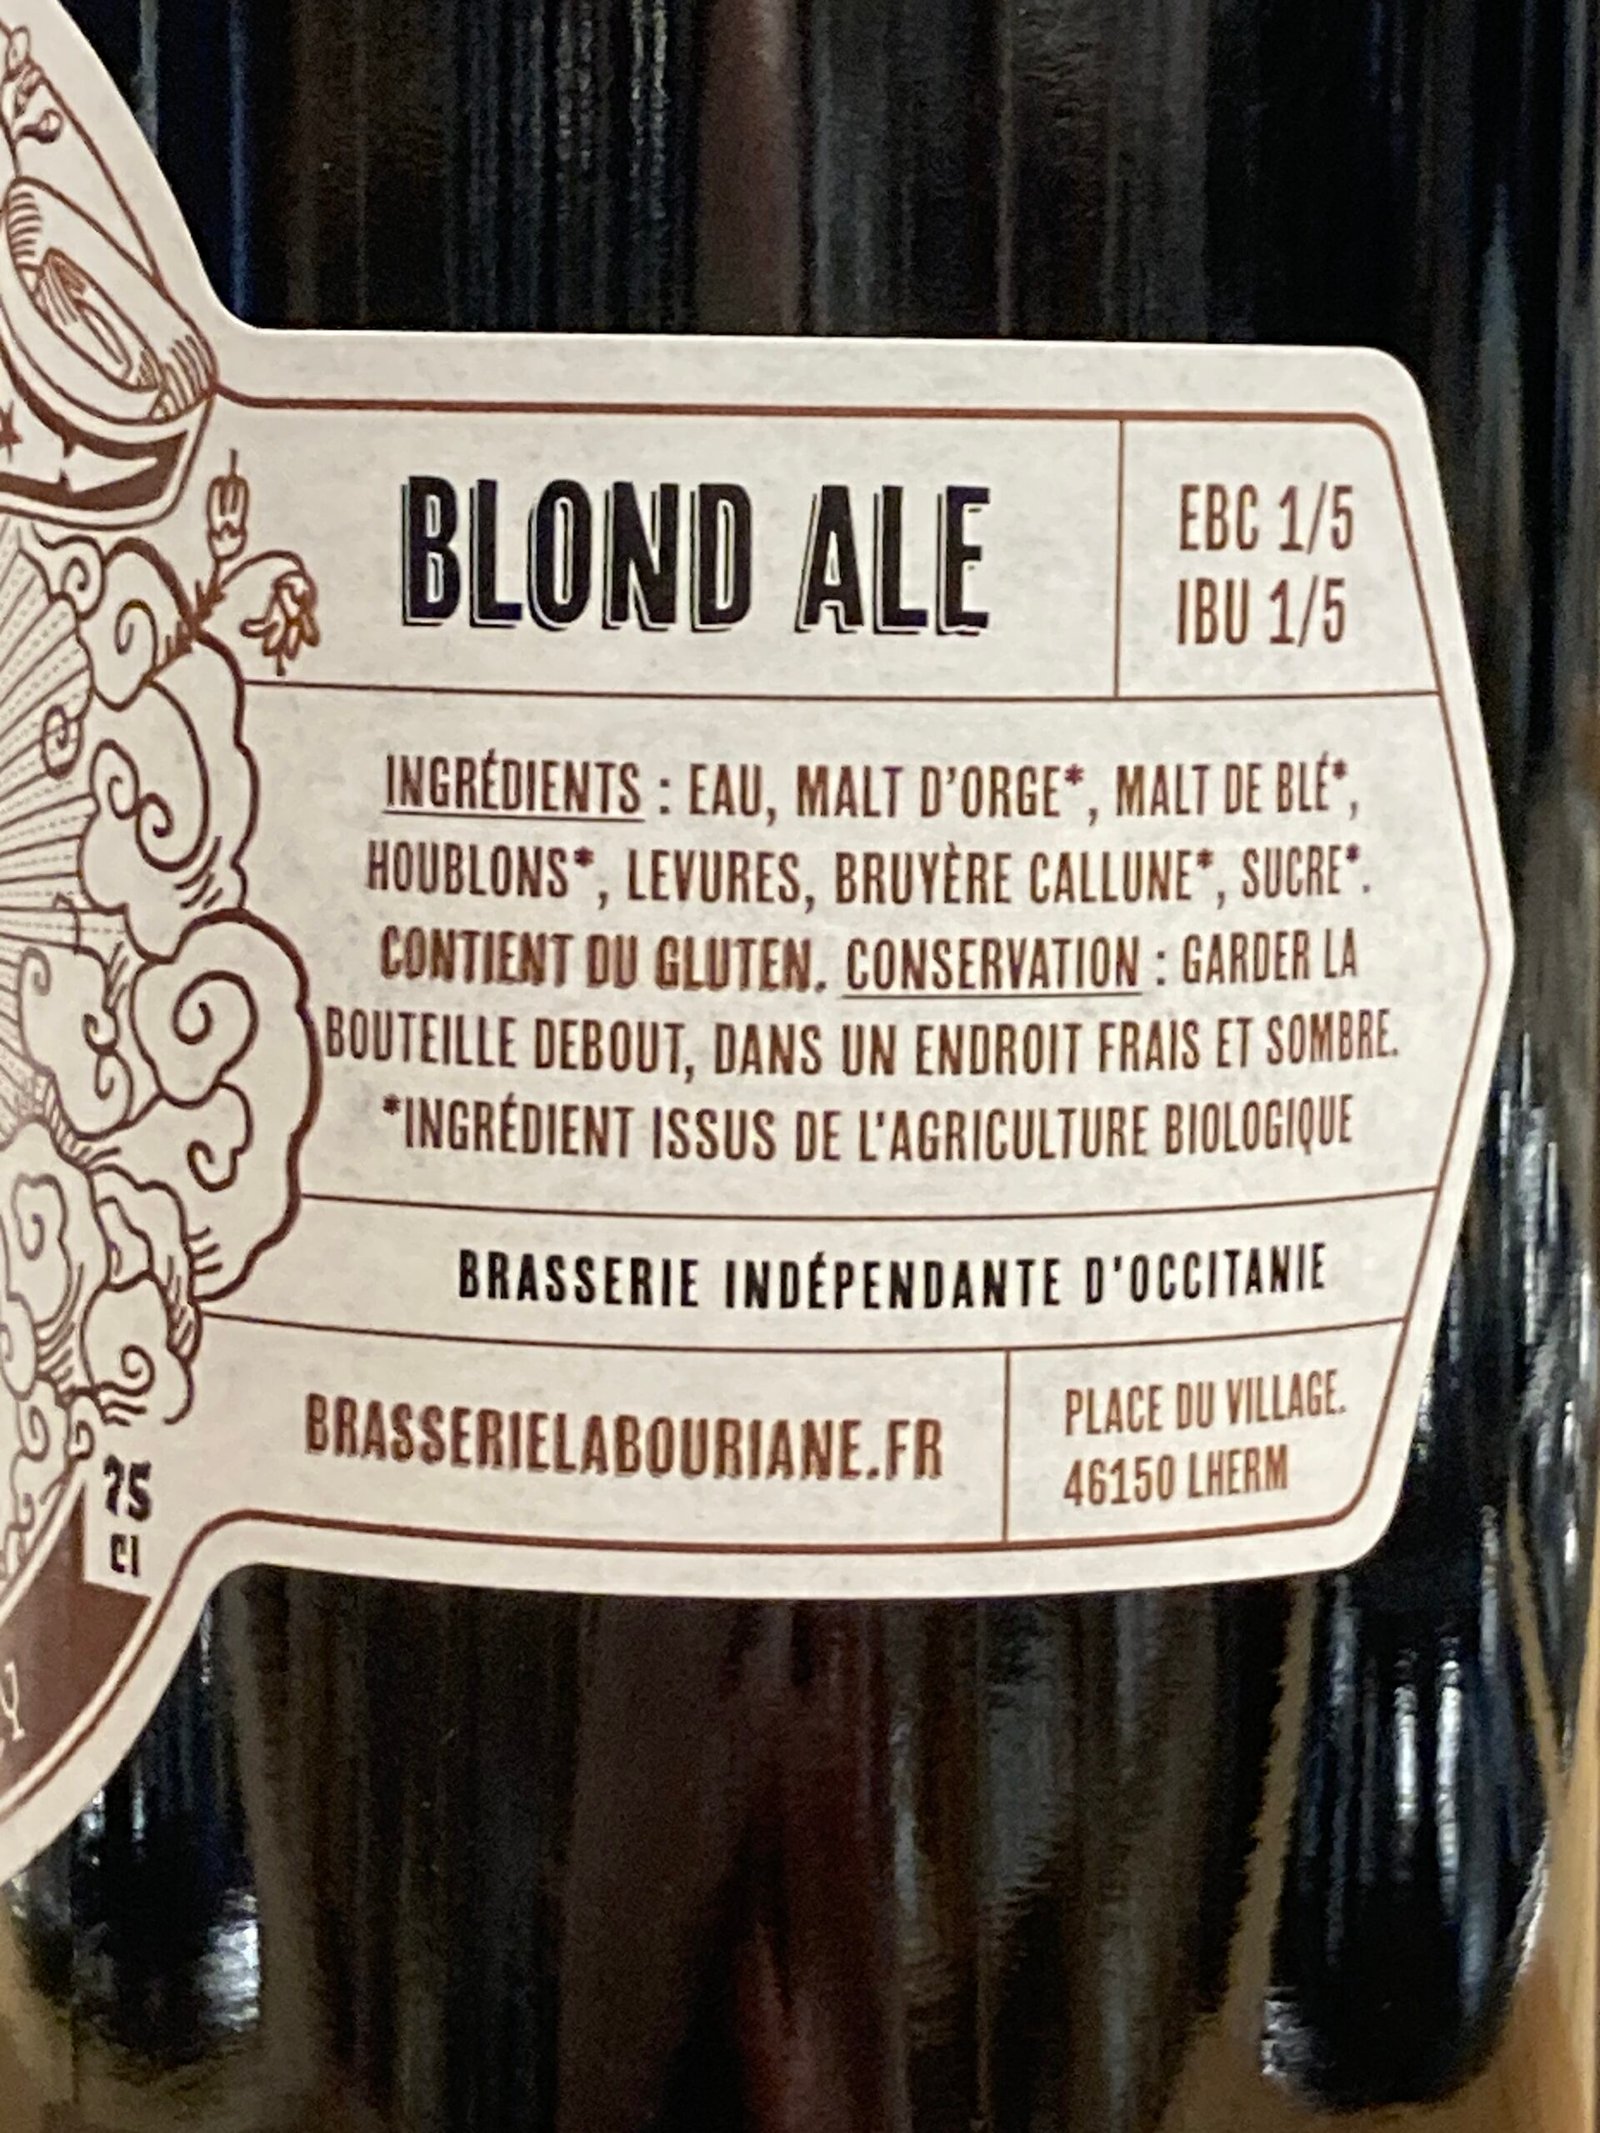 BLOND ALE
EBC 1/5
IBU 1/5
INGRÉDIENTS : EAU, MALT D'ORGE*, MALT DE BLÉ*,
HOUBLONS*, LEVURES, BRUYÈRE CALLUNE*, SUCRE*.
CONTIENT DU GLUTEN. CONSERVATION : GARDER LA
BOUTEILLE DEBOUT, DANS UN ENDROIT FRAIS ET SOMBRE.
*INGRÉDIENT ISSUS DE L'AGRICULTURE BIOLOGIQUE
BRASSERIE INDÉPENDANTE D'OCCITANIE
BRASSERIELABOURIANE.FR
PLACE DU VILLAGE.
46150 LHERM
75
Cl